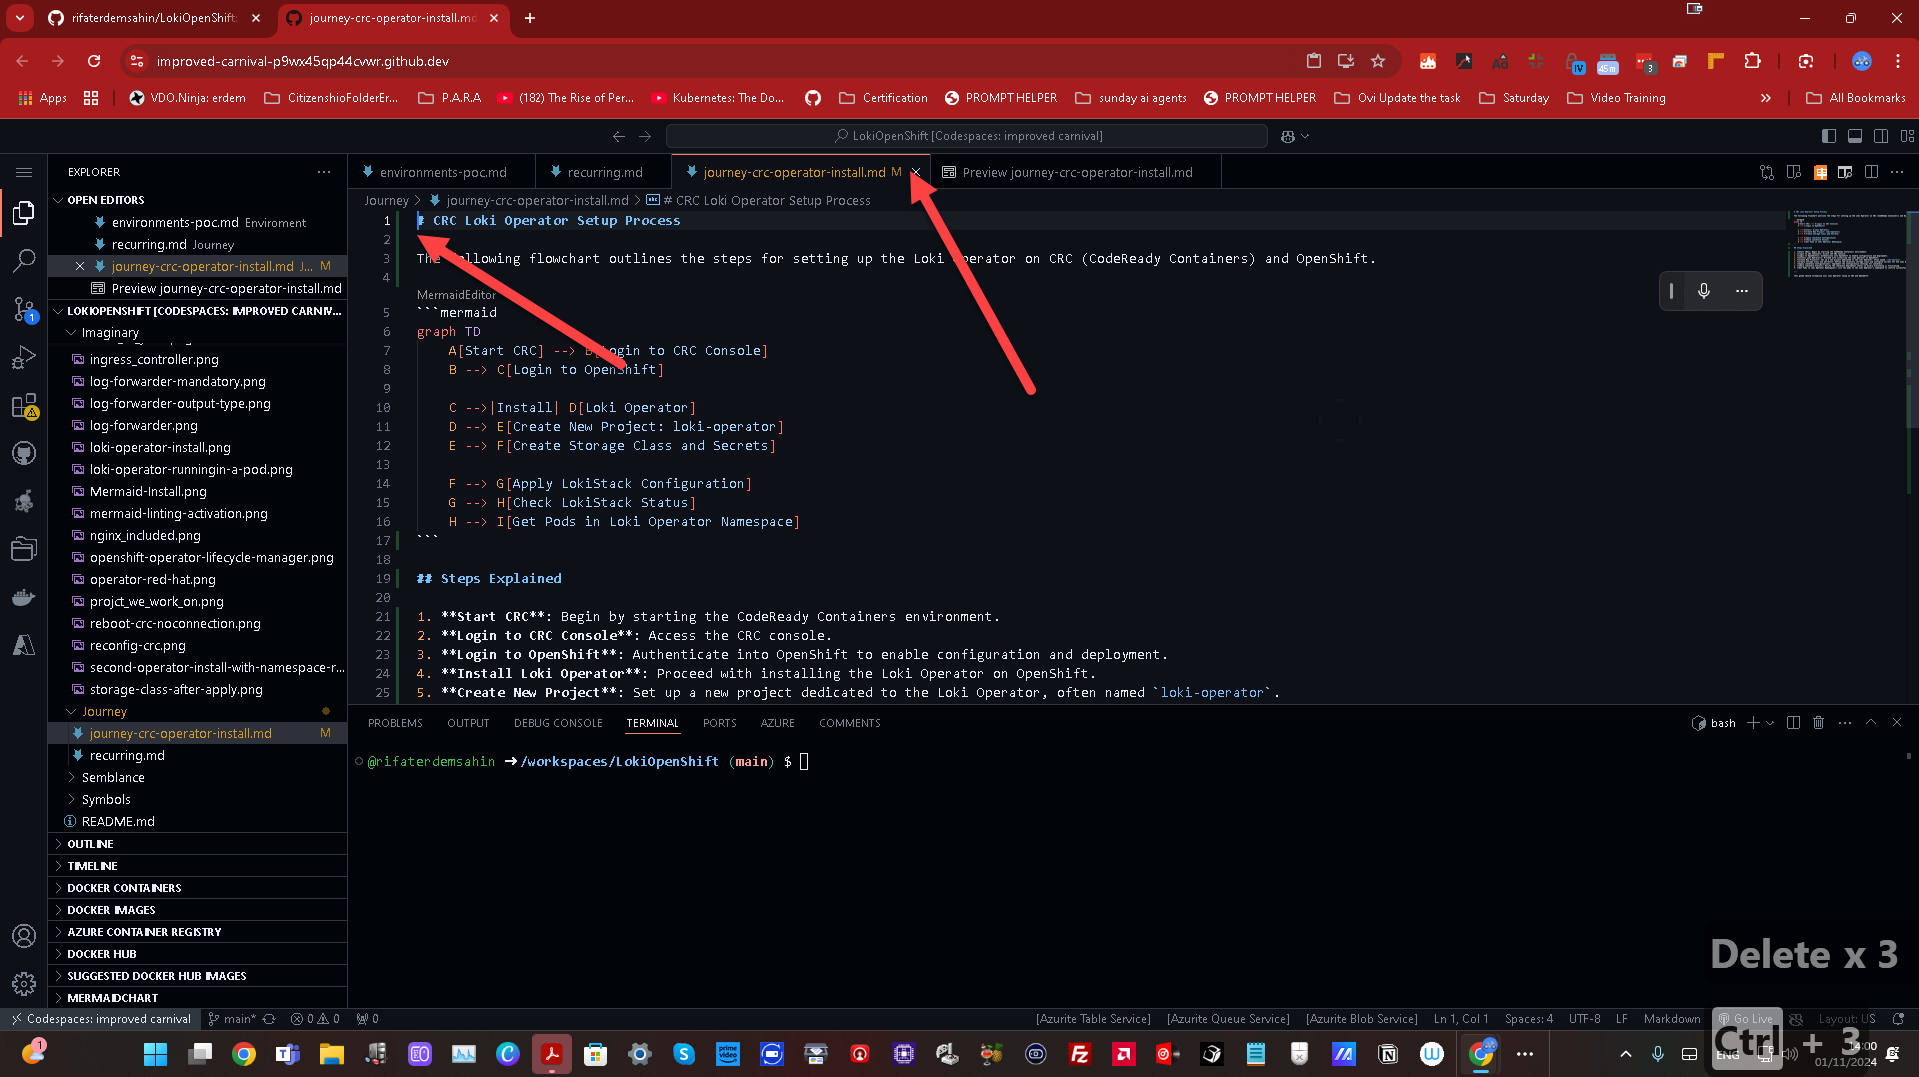 rifaterdemsahin/LokiOpenShift
journey-crc-operator-install.md
improved-carnival-p9wx45qp44cvwr.github.dev
IV
45m
3
Apps
VDO.Ninja: erdem
CitizenshioFolderEr...
P.A.R.A
(182) The Rise of Per...
Kubernetes: The Do...
Certification
PROMPT HELPER
sunday ai agents
PROMPT HELPER
Ovi Update the task
Saturday
Video Training
All Bookmarks
LokiOpenShift [Codespaces: improved carnival]
EXPLORER
environments-poc.md
recurring.md
journey-crc-operator-install.md M
Preview journey-crc-operator-install.md
OPEN EDITORS
environments-poc.md Enviroment
recurring.md Journey
journey-crc-operator-install.md J... M
Preview journey-crc-operator-install.md
LOKIOPENSHIFT [CODESPACES: IMPROVED CARNIV...
Imaginary
ingress_controller.png
log-forwarder-mandatory.png
log-forwarder-output-type.png
log-forwarder.png
loki-operator-install.png
loki-operator-runningin-a-pod.png
Mermaid-Install.png
mermaid-linting-activation.png
nginx_included.png
openshift-operator-lifecycle-manager.png
operator-red-hat.png
projct_we_work_on.png
reboot-crc-noconnection.png
reconfig-crc.png
second-operator-install-with-namespace-r...
storage-class-after-apply.png
Journey
journey-crc-operator-install.md M
recurring.md
Semblance
Symbols
README.md
OUTLINE
TIMELINE
DOCKER CONTAINERS
DOCKER IMAGES
AZURE CONTAINER REGISTRY
DOCKER HUB
SUGGESTED DOCKER HUB IMAGES
MERMAIDCHART
Journey > journey-crc-operator-install.md > # CRC Loki Operator Setup Process
1 # CRC Loki Operator Setup Process
2
3 The following flowchart outlines the steps for setting up the Loki Operator on CRC (CodeReady Containers) and OpenShift.
4
MermaidEditor
5 ```mermaid
6 graph TD
7 A[Start CRC] --> B[Login to CRC Console]
8 B --> C[Login to OpenShift]
9
10 C -->|Install| D[Loki Operator]
11 D --> E[Create New Project: loki-operator]
12 E --> F[Create Storage Class and Secrets]
13
14 F --> G[Apply LokiStack Configuration]
15 G --> H[Check LokiStack Status]
16 H --> I[Get Pods in Loki Operator Namespace]
17 ```
18
19 ## Steps Explained
20
21 1. **Start CRC**: Begin by starting the CodeReady Containers environment.
22 2. **Login to CRC Console**: Access the CRC console.
23 3. **Login to OpenShift**: Authenticate into OpenShift to enable configuration and deployment.
24 4. **Install Loki Operator**: Proceed with installing the Loki Operator on OpenShift.
25 5. **Create New Project**: Set up a new project dedicated to the Loki Operator, often named `loki-operator`.
PROBLEMS OUTPUT DEBUG CONSOLE TERMINAL PORTS AZURE COMMENTS
bash
@rifaterdemsahin ➜ /workspaces/LokiOpenShift (main) $
Delete x 3
Ctrl + 3
Codespaces: improved carnival main* 0 0 0
[Azurite Table Service] [Azurite Queue Service] [Azurite Blob Service] Ln 1, Col 1 Spaces: 4 UTF-8 LF Markdown Go Live Layout: US
1
ENG
14:00
01/11/2024